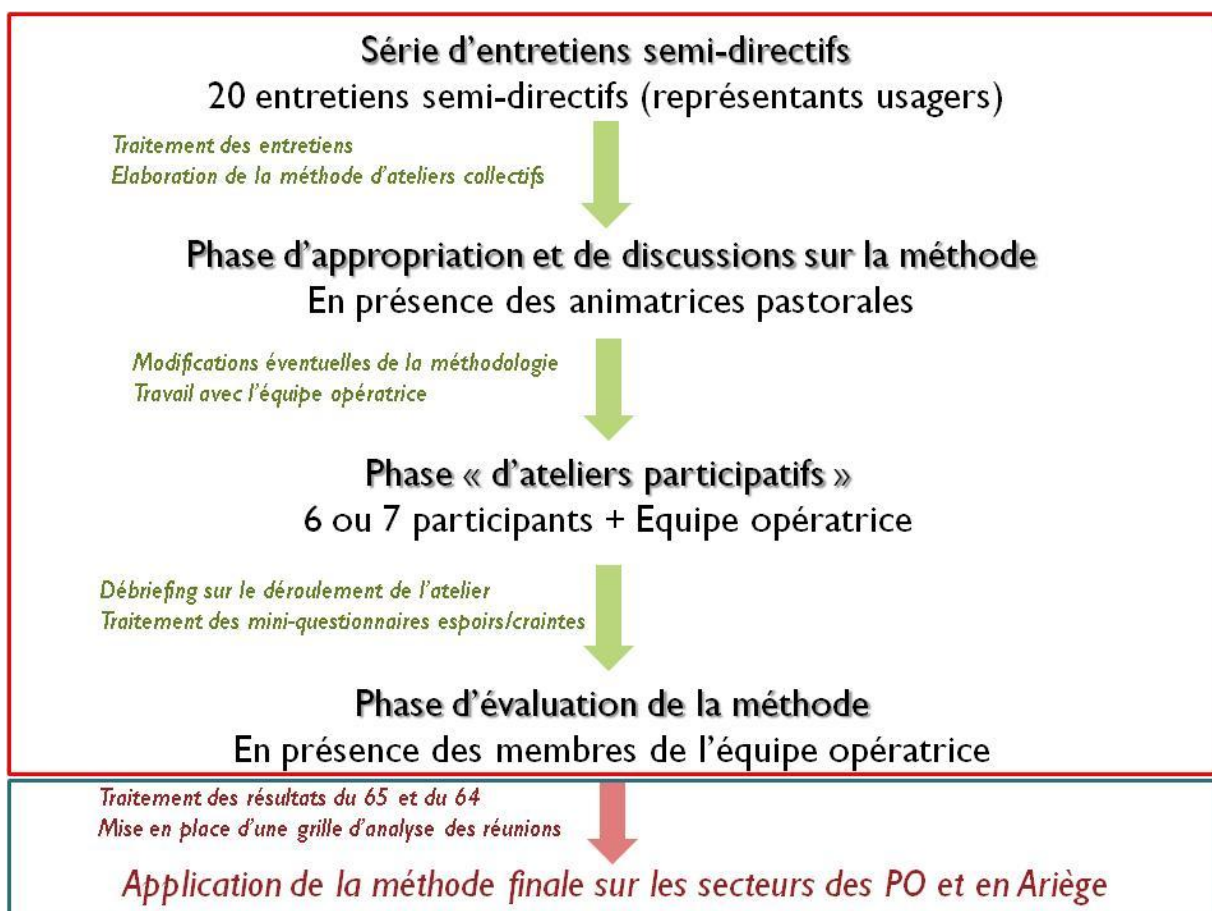 Série d'entretiens semi-directifs
20 entretiens semi-directifs (représentants usagers)
Traitement des entretiens
Elaboration de la méthode d'ateliers collectifs
Phase d'appropriation et de discussions sur la méthode
En présence des animatrices pastorales
Modifications éventuelles de la méthodologie
Travail avec l'équipe opératrice
Phase « d'ateliers participatifs »
6 ou 7 participants + Equipe opératrice
Débriefing sur le déroulement de l'atelier
Traitement des mini-questionnaires espoirs/craintes
Phase d'évaluation de la méthode
En présence des membres de l'équipe opératrice
Traitement des résultats du 65 et du 64
Mise en place d'une grille d'analyse des réunions
Application de la méthode finale sur les secteurs des PO et en Ariège